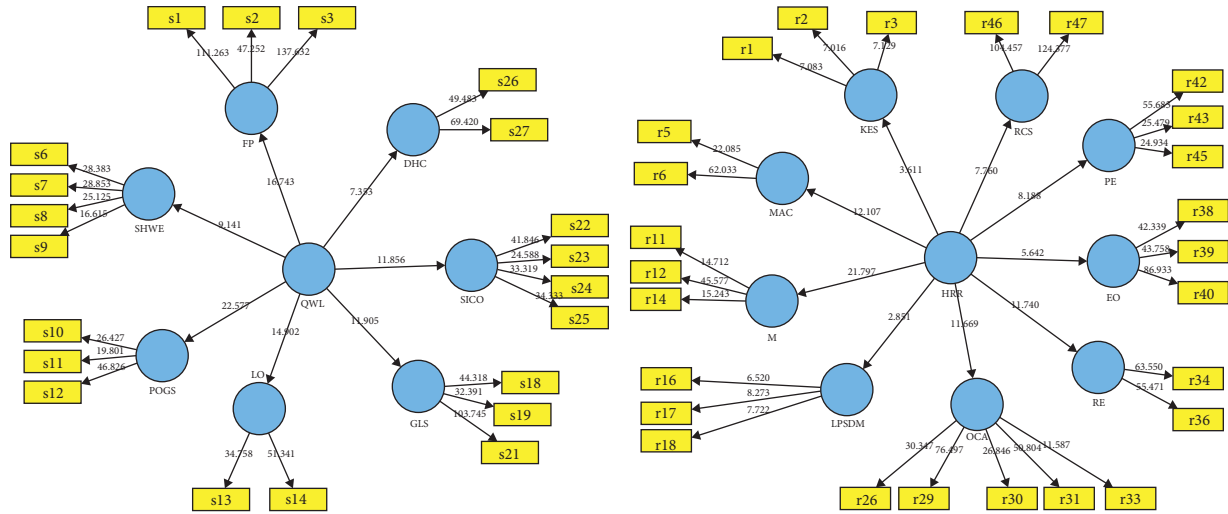 s1 s2 s3
111.263 47.252 137.632
FP
s26
s27
49.483
69.420
DHC
s6
s7
s8
s9
28.383
28.853
25.125
16.615
SHWE
16.743
7.353
9.141
QWL
11.856
22.577
14.902
11.905
s22
s23
s24
s25
41.846
24.588
33.319
34.333
SICO
s10
s11
s12
26.427
19.801
46.826
POGS
LO
34.758 51.341
s13 s14
GLS
44.318
32.391
103.745
s18
s19
s21
r1 r2 r3
7.083 7.016 7.129
KES
r46 r47
104.457 124.377
RCS
r42
r43
r45
55.683
25.479
24.934
PE
r5
r6
22.085
62.033
MAC
3.611
7.760
8.188
12.107
HRR
5.642
21.797
2.851
11.669
11.740
r38
r39
r40
42.339
43.758
86.933
EO
r11
r12
r14
14.712
45.577
15.243
M
r16
r17
r18
6.520
8.273
7.722
LPSDM
OCA
30.347 76.497 26.846 50.804 11.587
r26 r29 r30 r31 r33
RE
63.550
55.471
r34
r36